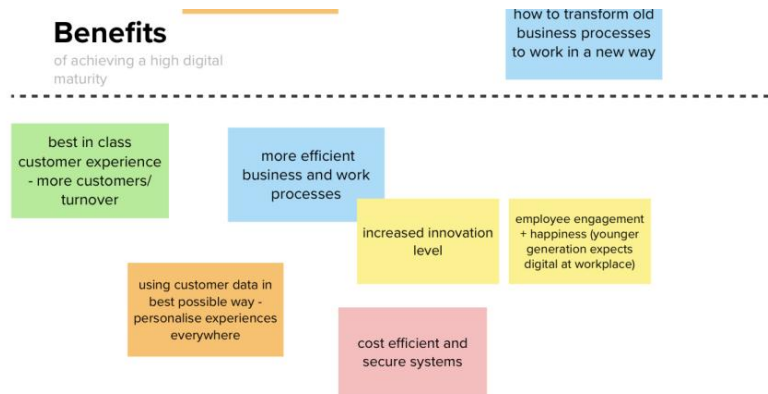 Benefits
of achieving a high digital
maturity
how to transform old
business processes
to work in a new way
best in class
customer experience
- more customers/
turnover
more efficient
business and work
processes
increased innovation
level
employee engagement
+ happiness (younger
generation expects
digital at workplace)
using customer data in
best possible way -
personalise experiences
everywhere
cost efficient and
secure systems